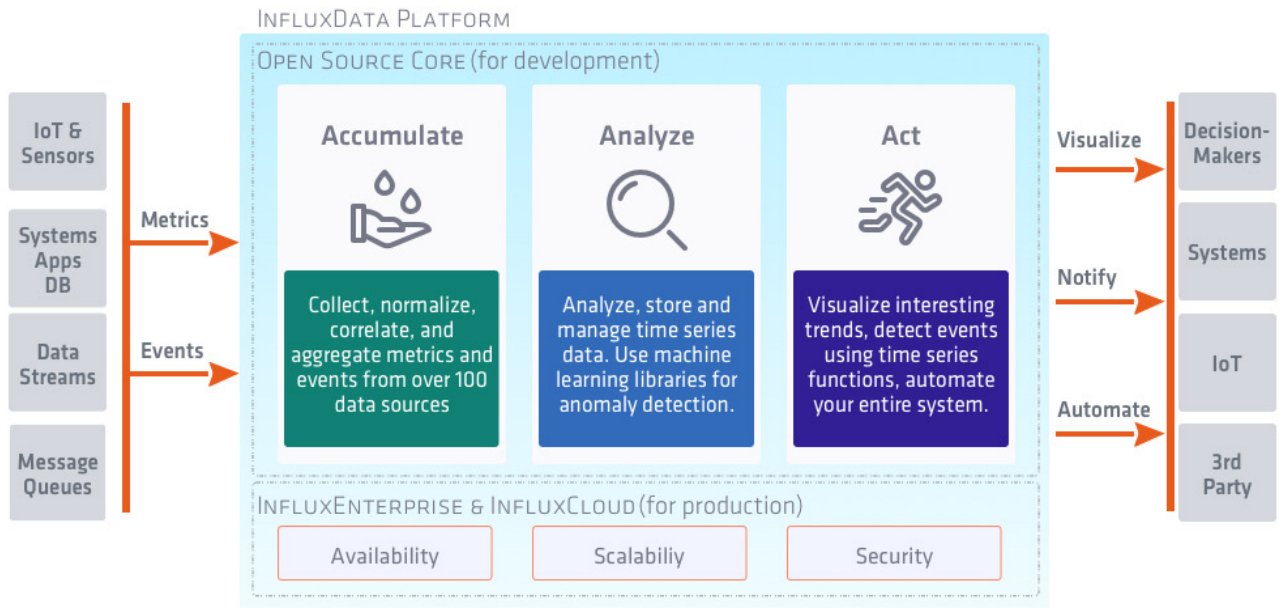 INFLUXDATA PLATFORM
OPEN SOURCE CORE (for development)
IoT &
Sensors
Systems
Apps
DB
Data
Streams
Message
Queues
Metrics
Events
Accumulate
Collect, normalize,
correlate, and
aggregate metrics and
events from over 100
data sources
Analyze
Analyze, store and
manage time series
data. Use machine
learning libraries for
anomaly detection.
Act
Visualize interesting
trends, detect events
using time series
functions, automate
your entire system.
INFLUXENTERPRISE & INFLUXCLOUD (for production)
Availability
Scalabiliy
Security
Visualize
Notify
Automate
Decision-
Makers
Systems
IoT
3rd
Party